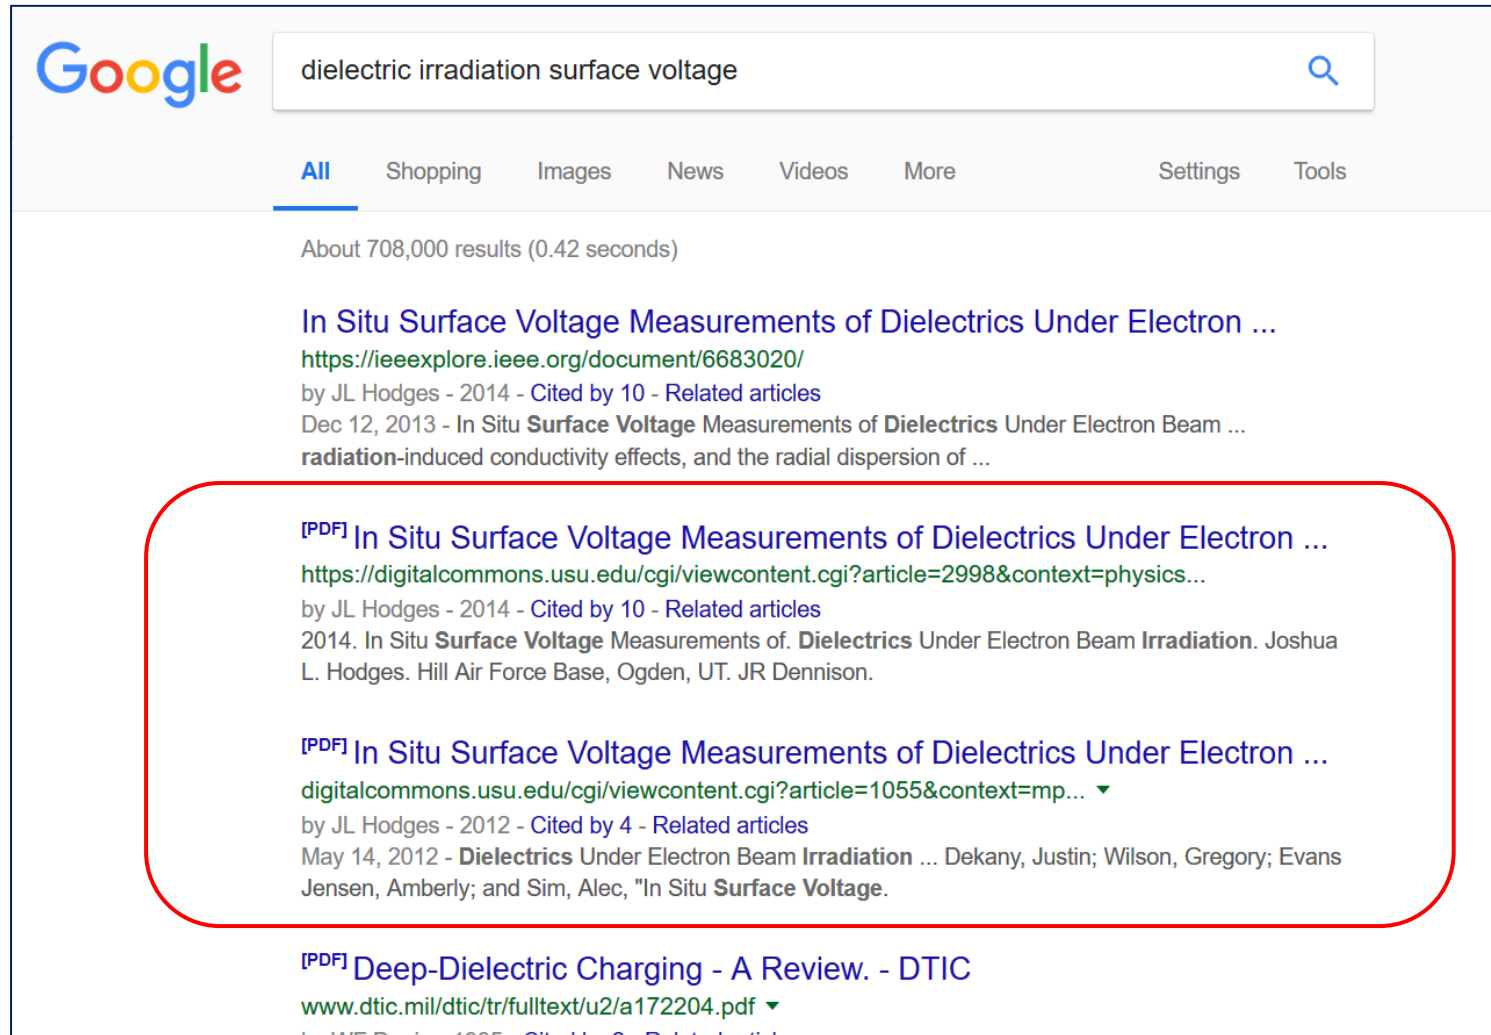 Google
dielectric irradiation surface voltage
All Shopping Images News Videos More Settings Tools
About 708,000 results (0.42 seconds)
In Situ Surface Voltage Measurements of Dielectrics Under Electron ...
https://ieeexplore.ieee.org/document/6683020/
by JL Hodges - 2014 - Cited by 10 - Related articles
Dec 12, 2013 - In Situ Surface Voltage Measurements of Dielectrics Under Electron Beam ...
radiation-induced conductivity effects, and the radial dispersion of ...
[PDF] In Situ Surface Voltage Measurements of Dielectrics Under Electron ...
https://digitalcommons.usu.edu/cgi/viewcontent.cgi?article=2998&context=physics...
by JL Hodges - 2014 - Cited by 10 - Related articles
2014. In Situ Surface Voltage Measurements of. Dielectrics Under Electron Beam Irradiation. Joshua
L. Hodges. Hill Air Force Base, Ogden, UT. JR Dennison.
[PDF] In Situ Surface Voltage Measurements of Dielectrics Under Electron ...
digitalcommons.usu.edu/cgi/viewcontent.cgi?article=1055&context=mp...
by JL Hodges - 2012 - Cited by 4 - Related articles
May 14, 2012 - Dielectrics Under Electron Beam Irradiation ... Dekany, Justin; Wilson, Gregory; Evans
Jensen, Amberly; and Sim, Alec, "In Situ Surface Voltage.
[PDF] Deep-Dielectric Charging - A Review. - DTIC
www.dtic.mil/dtic/tr/fulltext/u2/a172204.pdf